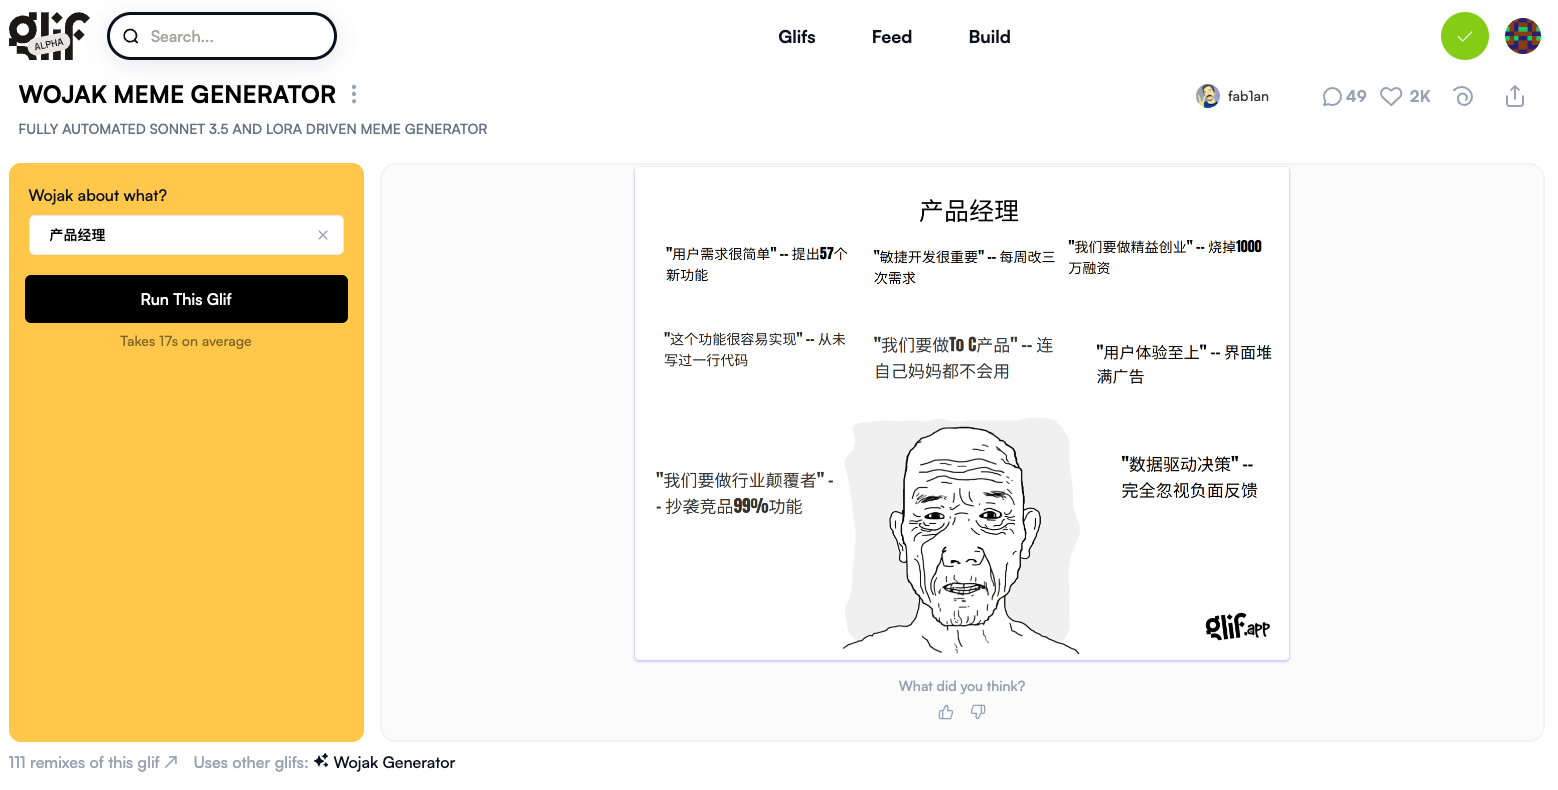 glif
ALPHA
Search...
Glifs
Feed
Build
WOJAK MEME GENERATOR
fab1an
49
2K
FULLY AUTOMATED SONNET 3.5 AND LORA DRIVEN MEME GENERATOR
Wojak about what?
产品经理
Run This Glif
Takes 17s on average
产品经理
"用户需求很简单" -- 提出57个
新功能
"敏捷开发很重要" -- 每周改三
次需求
"我们要做精益创业" -- 烧掉1000
万融资
"这个功能很容易实现" -- 从未
写过一行代码
"我们要做To C产品" -- 连
自己妈妈都不会用
"用户体验至上" -- 界面堆
满广告
"我们要做行业颠覆者" -
- 抄袭竞品99%功能
"数据驱动决策" --
完全忽视负面反馈
glif.app
What did you think?
111 remixes of this glif
Uses other glifs:
Wojak Generator